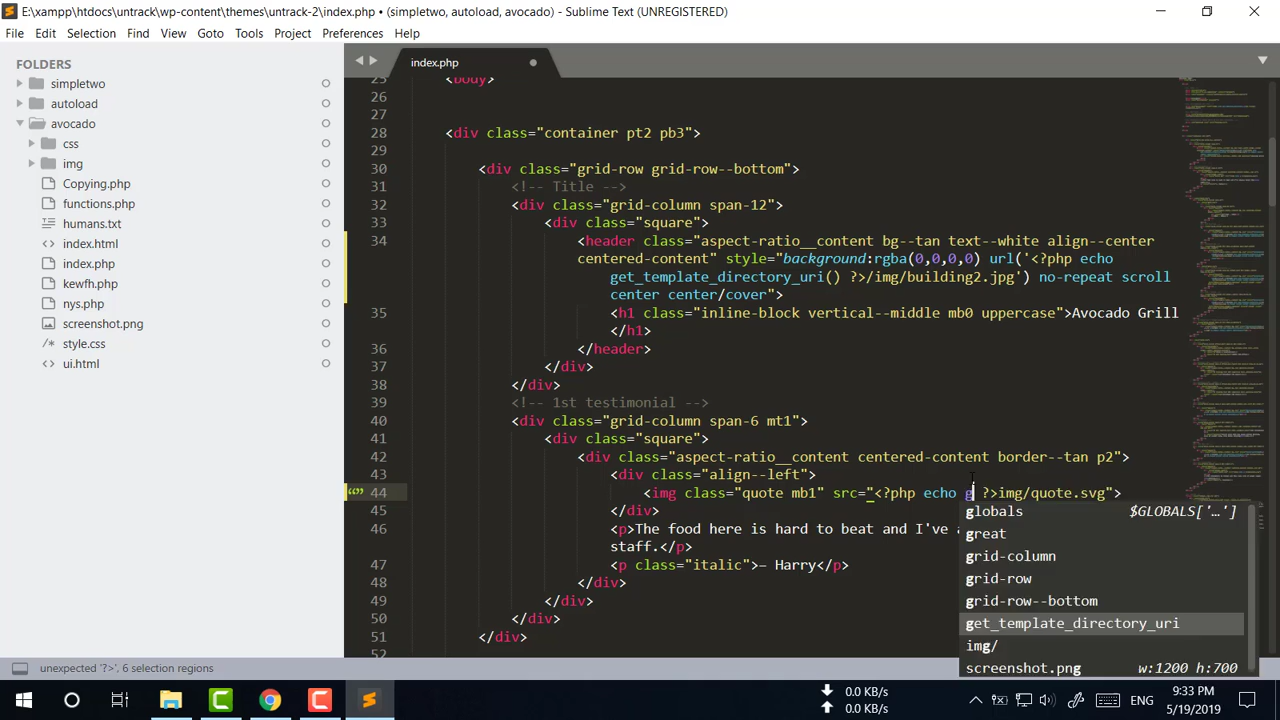 E:\xampp\htdocs\untrack\wp-content\themes\untrack-2\index.php • (simpletwo, autoload, avocado) - Sublime Text (UNREGISTERED)
File Edit Selection Find View Goto Tools Project Preferences Help
FOLDERS
simpletwo
autoload
avocado
css
img
Copying.php
functions.php
humans.txt
index.html
index.php
kewfh.php
nys.php
screenshot.png
style.css
ui.html
index.php
25 <body>
26
27
28 <div class="container pt2 pb3">
29
30 <div class="grid-row grid-row--bottom">
31 <!-- Title -->
32 <div class="grid-column span-12">
33 <div class="square">
34 <header class="aspect-ratio__content bg--tan text--white align--center
centered-content" style="background:rgba(0,0,0,0) url('<?php echo
get_template_directory_uri() ?>/img/building2.jpg') no-repeat scroll
center center/cover">
35 <h1 class="inline-block vertical--middle mb0 uppercase">Avocado Grill
</h1>
36 </header>
37 </div>
38 </div>
39 <!-- 1st testimonial -->
40 <div class="grid-column span-6 mt1">
41 <div class="square">
42 <div class="aspect-ratio__content centered-content border--tan p2">
43 <div class="align--left">
44 <img class="quote mb1" src="<?php echo g ?>img/quote.svg">
45 </div>
46 <p>The food here is hard to beat and I've a
staff.</p>
47 <p class="italic">— Harry</p>
48 </div>
49 </div>
50 </div>
51 </div>
52
globals $GLOBALS['…']
great
grid-column
grid-row
grid-row--bottom
get_template_directory_uri
img/
screenshot.png w:1200 h:700
unexpected '?>', 6 selection regions
0.0 KB/s
0.0 KB/s
ENG
9:33 PM
5/19/2019